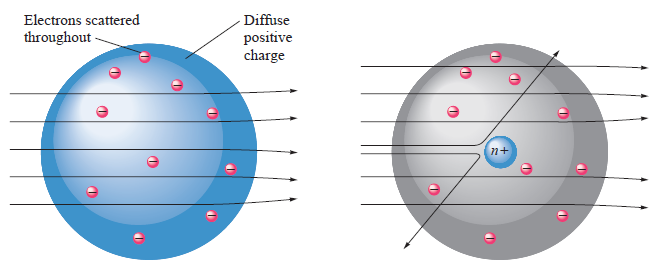 Electrons scattered
throughout
Diffuse
positive
charge
n+